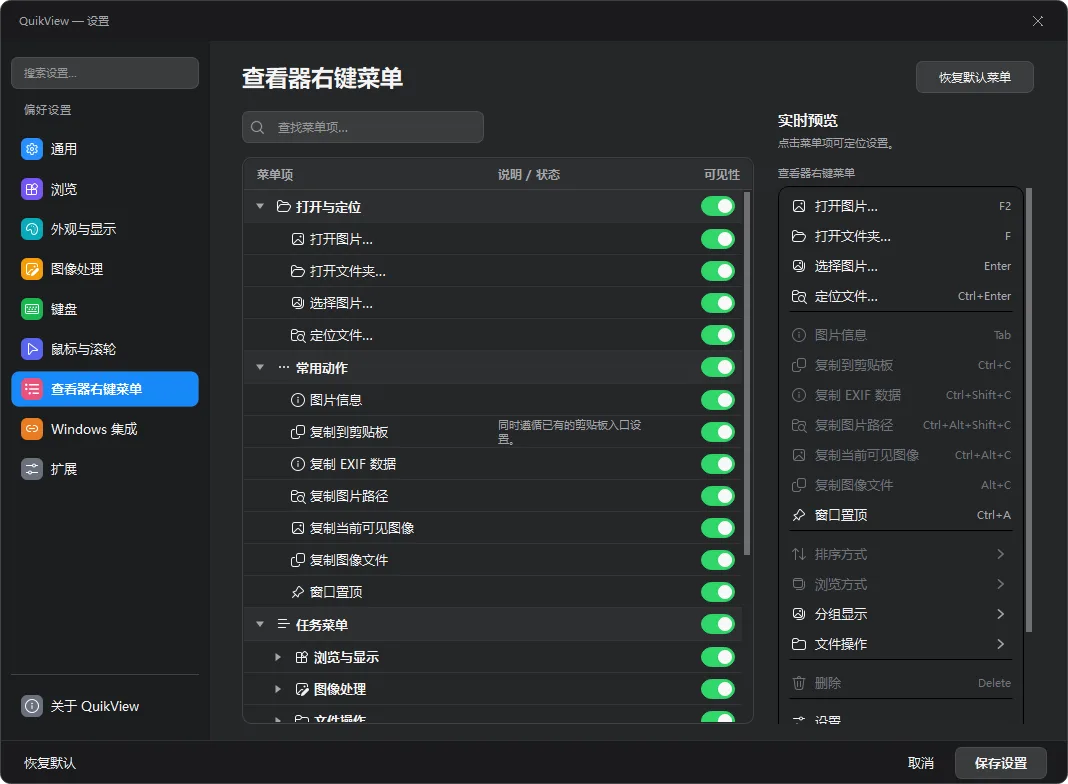 QuikView — 设置
搜索设置...
偏好设置
通用
浏览
外观与显示
图像处理
键盘
鼠标与滚轮
查看器右键菜单
Windows 集成
扩展
关于 QuikView
查看器右键菜单
恢复默认菜单
查找菜单项...
菜单项 说明 / 状态 可见性
打开与定位
打开图片...
打开文件夹...
选择图片...
定位文件...
常用动作
图片信息
复制到剪贴板
同时遵循已有的剪贴板入口设
置。
复制 EXIF 数据
复制图片路径
复制当前可见图像
复制图像文件
窗口置顶
任务菜单
浏览与显示
图像处理
文件操作
实时预览
点击菜单项可定位设置。
查看器右键菜单
打开图片... F2
打开文件夹... F
选择图片... Enter
定位文件... Ctrl+Enter
图片信息 Tab
复制到剪贴板 Ctrl+C
复制 EXIF 数据 Ctrl+Shift+C
复制图片路径 Ctrl+Alt+Shift+C
复制当前可见图像 Ctrl+Alt+C
复制图像文件 Alt+C
窗口置顶 Ctrl+A
排序方式
浏览方式
分组显示
文件操作
删除 Delete
设置
恢复默认
取消
保存设置